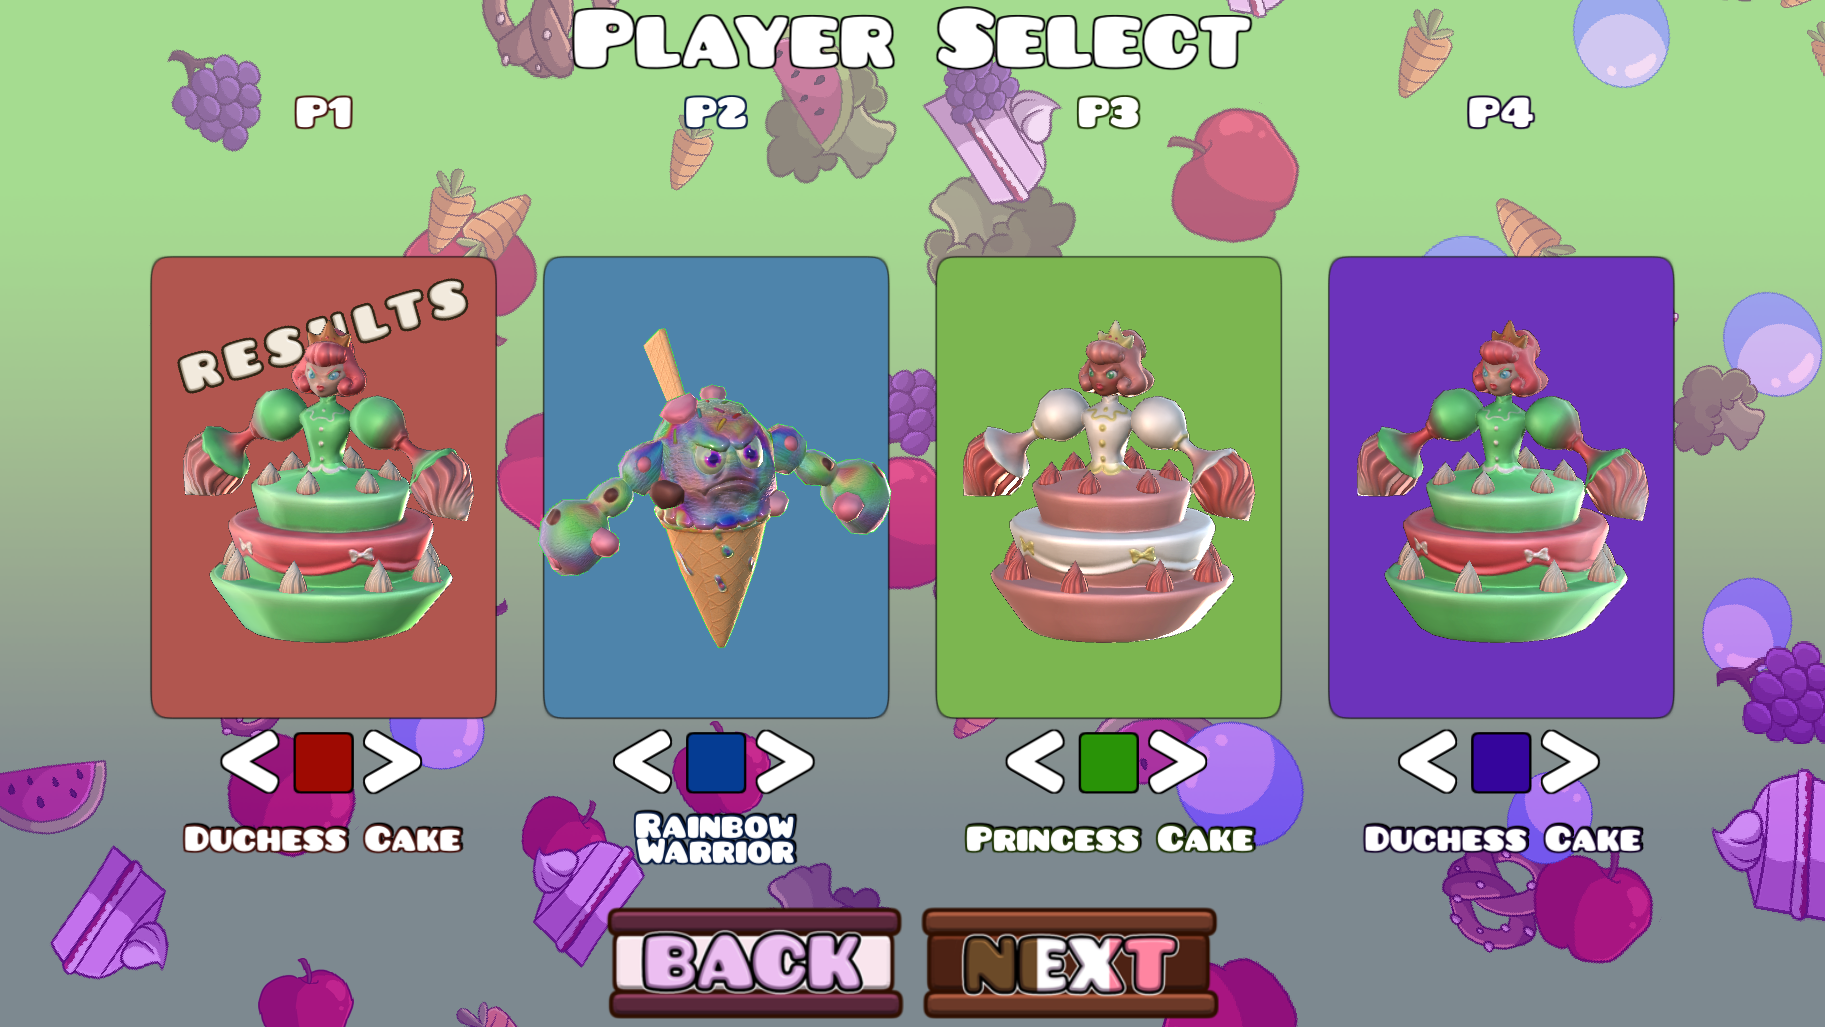 PLAYER SELECT
P1
P2
P3
P4
RESULTS
DUCHESS CAKE
RAINBOW
WARRIOR
PRINCESS CAKE
DUCHESS CAKE
BACK
NEXT